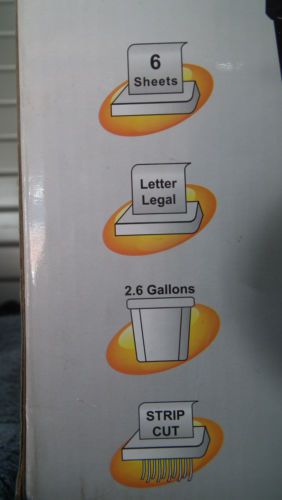 6
Sheets
Letter
Legal
2.6 Gallons
STRIP
CUT